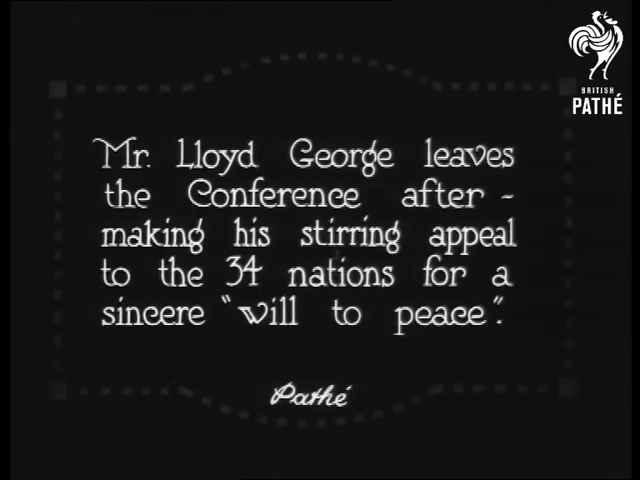 BRITISH
PATHÉ
Mr. Lloyd George leaves
the Conference after -
making his stirring appeal
to the 34 nations for a
sincere "will to peace".
Pathé